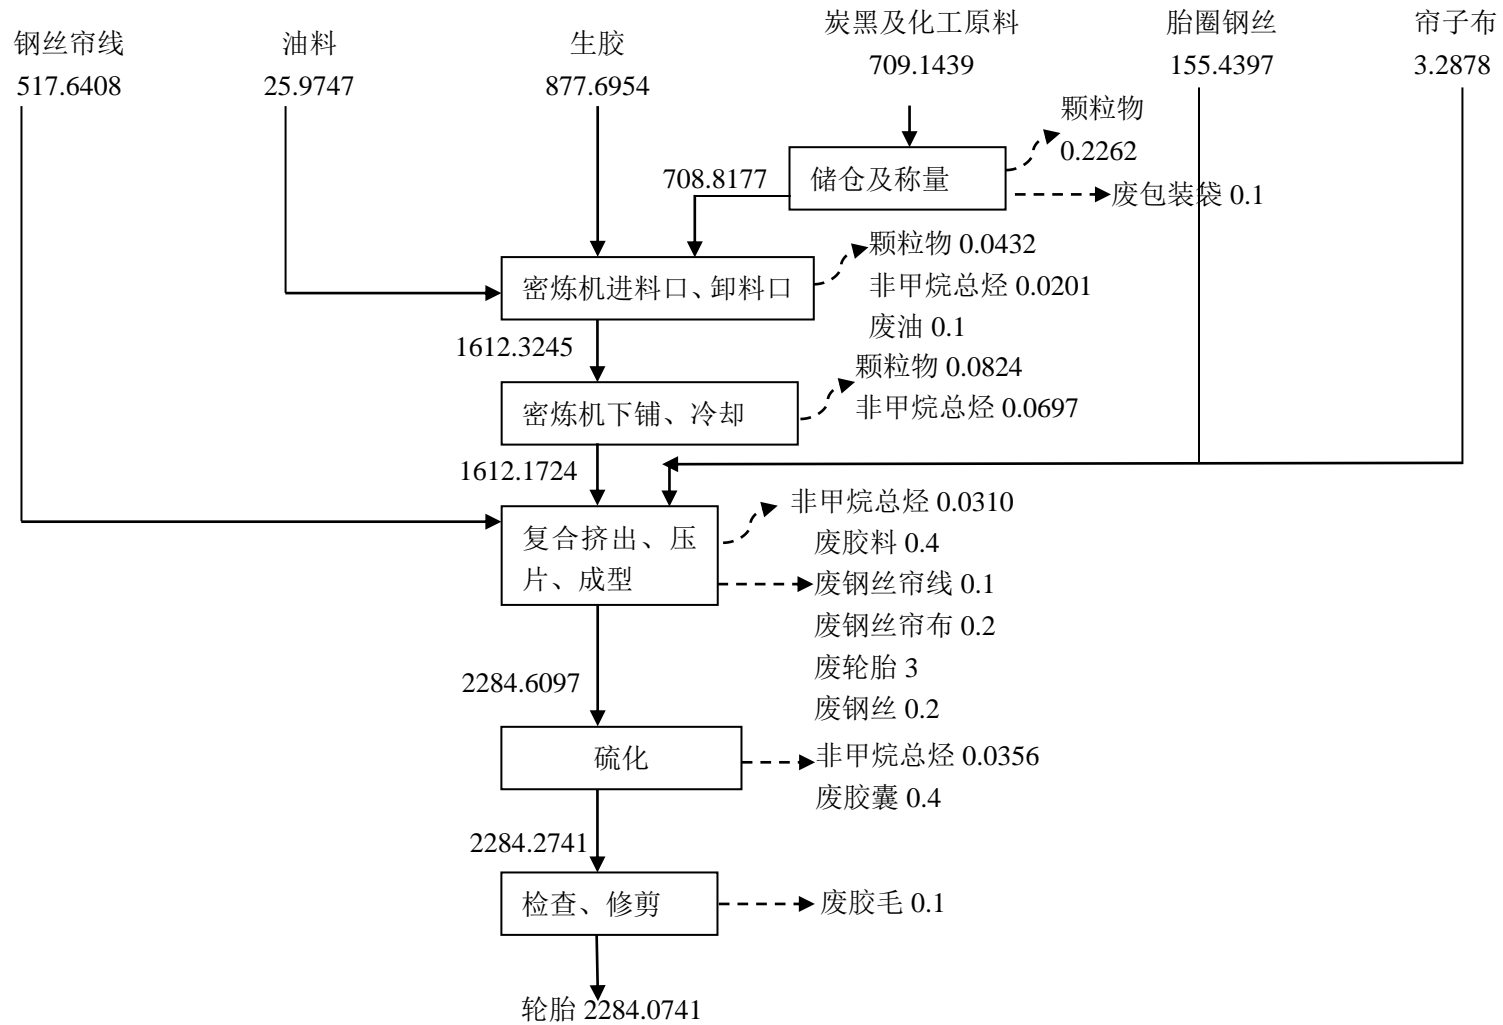 钢丝帘线
517.6408
油料
25.9747
生胶
877.6954
炭黑及化工原料
709.1439
胎圈钢丝
155.4397
帘子布
3.2878
储仓及称量
颗粒物
0.2262
废包装袋 0.1
708.8177
密炼机进料口、卸料口
颗粒物 0.0432
非甲烷总烃 0.0201
废油 0.1
1612.3245
密炼机下铺、冷却
颗粒物 0.0824
非甲烷总烃 0.0697
1612.1724
复合挤出、压
片、成型
非甲烷总烃 0.0310
废胶料 0.4
废钢丝帘线 0.1
废钢丝帘布 0.2
废轮胎 3
废钢丝 0.2
2284.6097
硫化
非甲烷总烃 0.0356
废胶囊 0.4
2284.2741
检查、修剪
废胶毛 0.1
轮胎 2284.0741